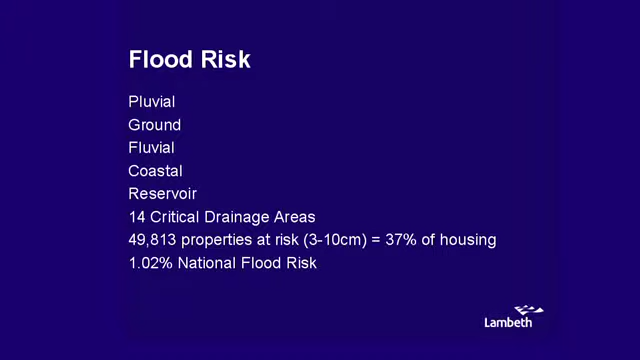 Flood Risk
Pluvial
Ground
Fluvial
Coastal
Reservoir
14 Critical Drainage Areas
49,813 properties at risk (3-10cm) = 37% of housing
1.02% National Flood Risk
Lambeth